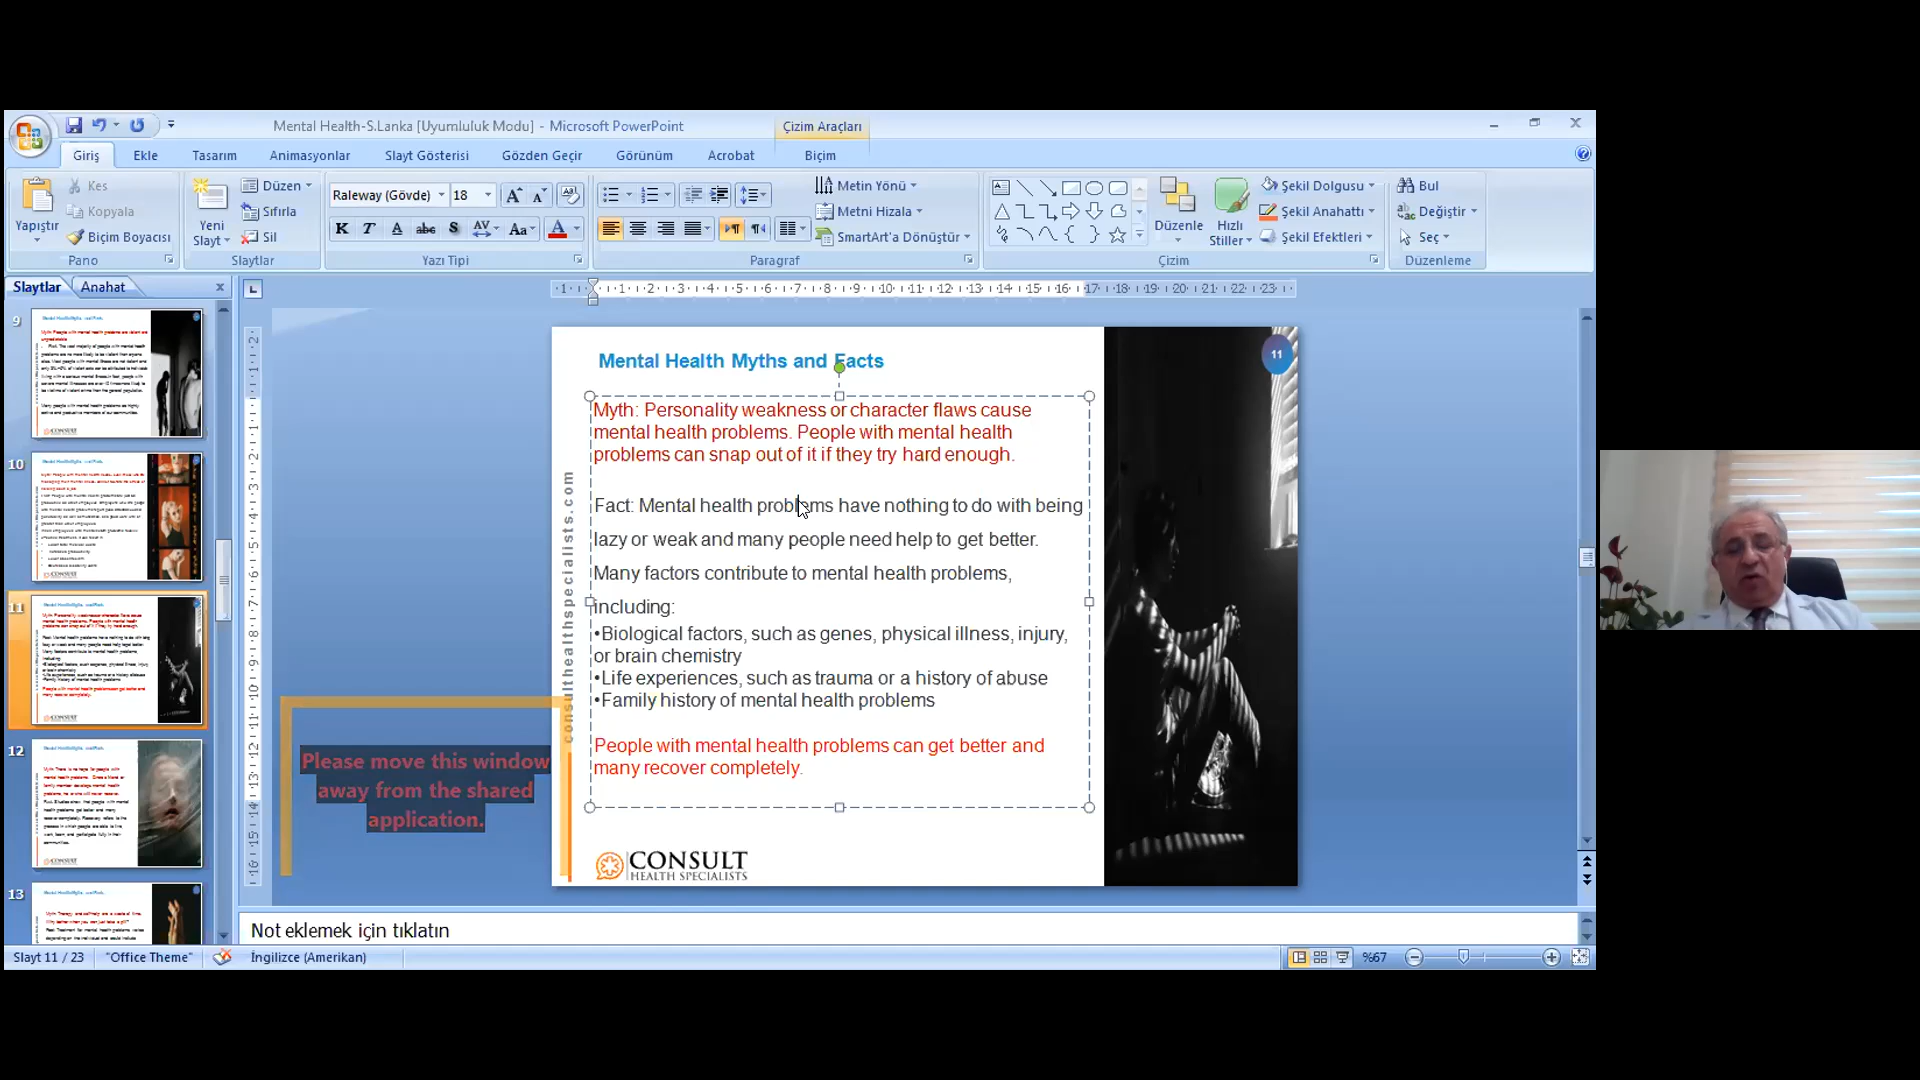 Mental Health-S.Lanka [Uyumluluk Modu] - Microsoft PowerPoint
Çizim Araçları
Giriş Ekle Tasarım Animasyonlar Slayt Gösterisi Gözden Geçir Görünüm Acrobat Biçim
Yapıştır
Kes
Kopyala
Biçim Boyacısı
Pano
Yeni
Slayt
Düzen
Sıfırla
Sil
Slaytlar
Raleway (Gövde) 18
K T A abc S AV Aa A
Yazı Tipi
Metin Yönü
Metni Hizala
SmartArt'a Dönüştür
Paragraf
Düzenle
Hızlı
Stiller
Şekil Dolgusu
Şekil Anahattı
Şekil Efektleri
Çizim
Bul
Değiştir
Seç
Düzenleme
Slaytlar Anahat
9
10
11
12
13
Mental Health Myths and Facts
11
Myth: Personality weakness or character flaws cause
mental health problems. People with mental health
problems can snap out of it if they try hard enough.
Fact: Mental health problems have nothing to do with being
lazy or weak and many people need help to get better.
Many factors contribute to mental health problems,
including:
•Biological factors, such as genes, physical illness, injury,
or brain chemistry
•Life experiences, such as trauma or a history of abuse
•Family history of mental health problems
People with mental health problems can get better and
many recover completely.
consulthealthspecialists.com
CONSULT
HEALTH SPECIALISTS
Please move this window
away from the shared
application.
Not eklemek için tıklatın
Slayt 11 / 23 "Office Theme" İngilizce (Amerikan) %67